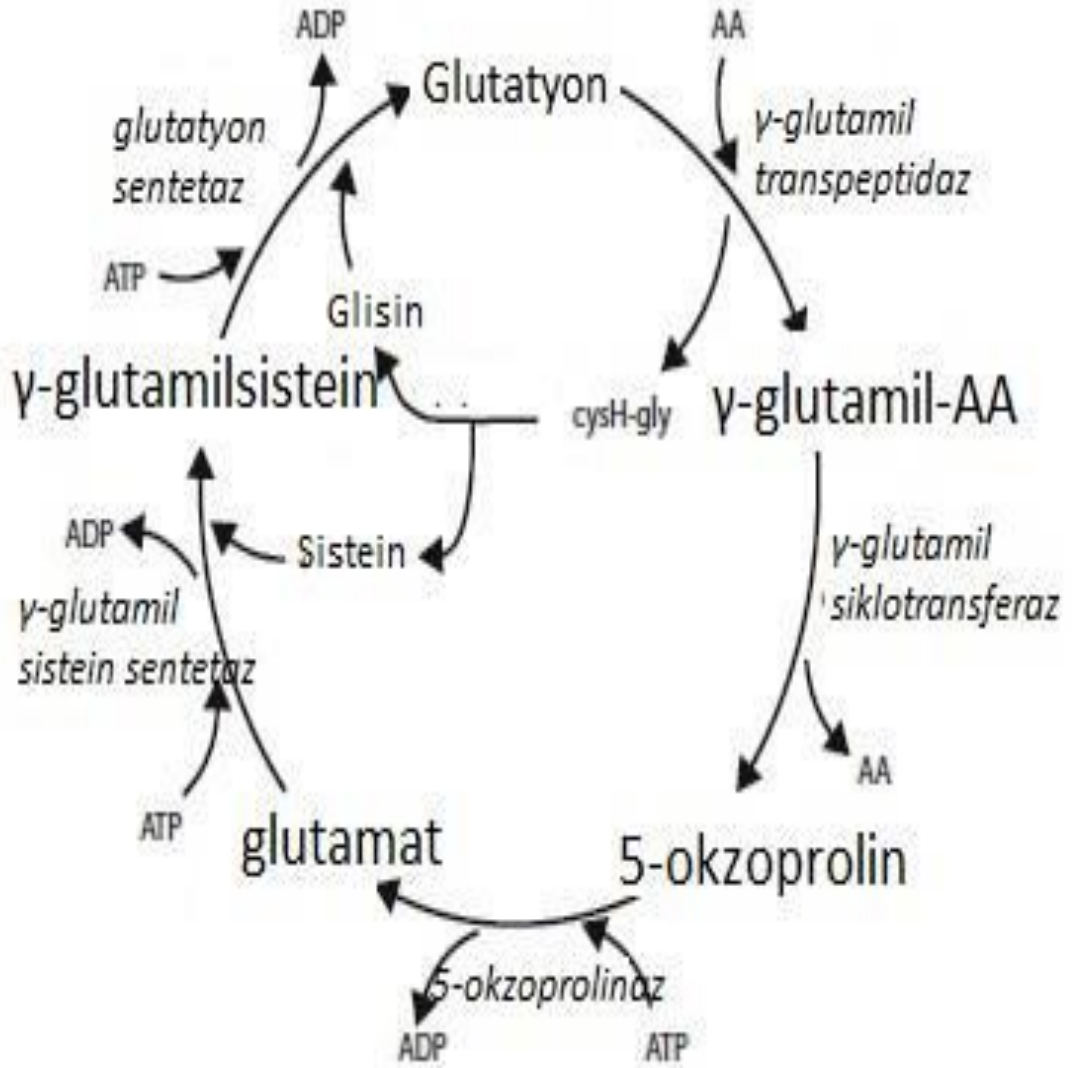 ADP
AA
Glutatyon
glutatyon
sentetaz
γ-glutamil
transpeptidaz
ATP
Glisin
γ-glutamilsistein
cysH-gly
γ-glutamil-AA
ADP
Sistein
γ-glutamil
siklotransferaz
γ-glutamil
sistein sentetaz
AA
ATP
glutamat
5-okzoprolin
5-okzoprolinaz
ADP
ATP